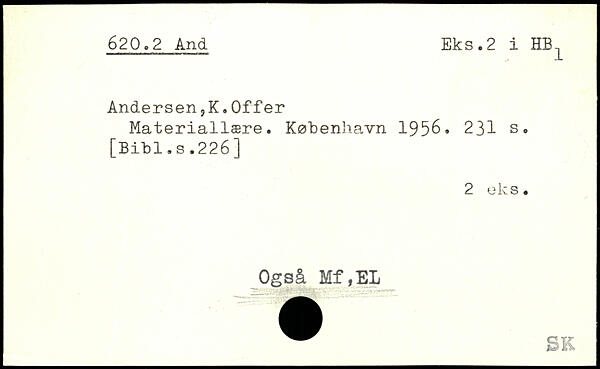 620.2 And Eks.2 i HB1
Andersen,K.Offer
Materiallære. København 1956. 231 s.
[Bibl.s.226]
2 eks.
Også Mf,EL
SK